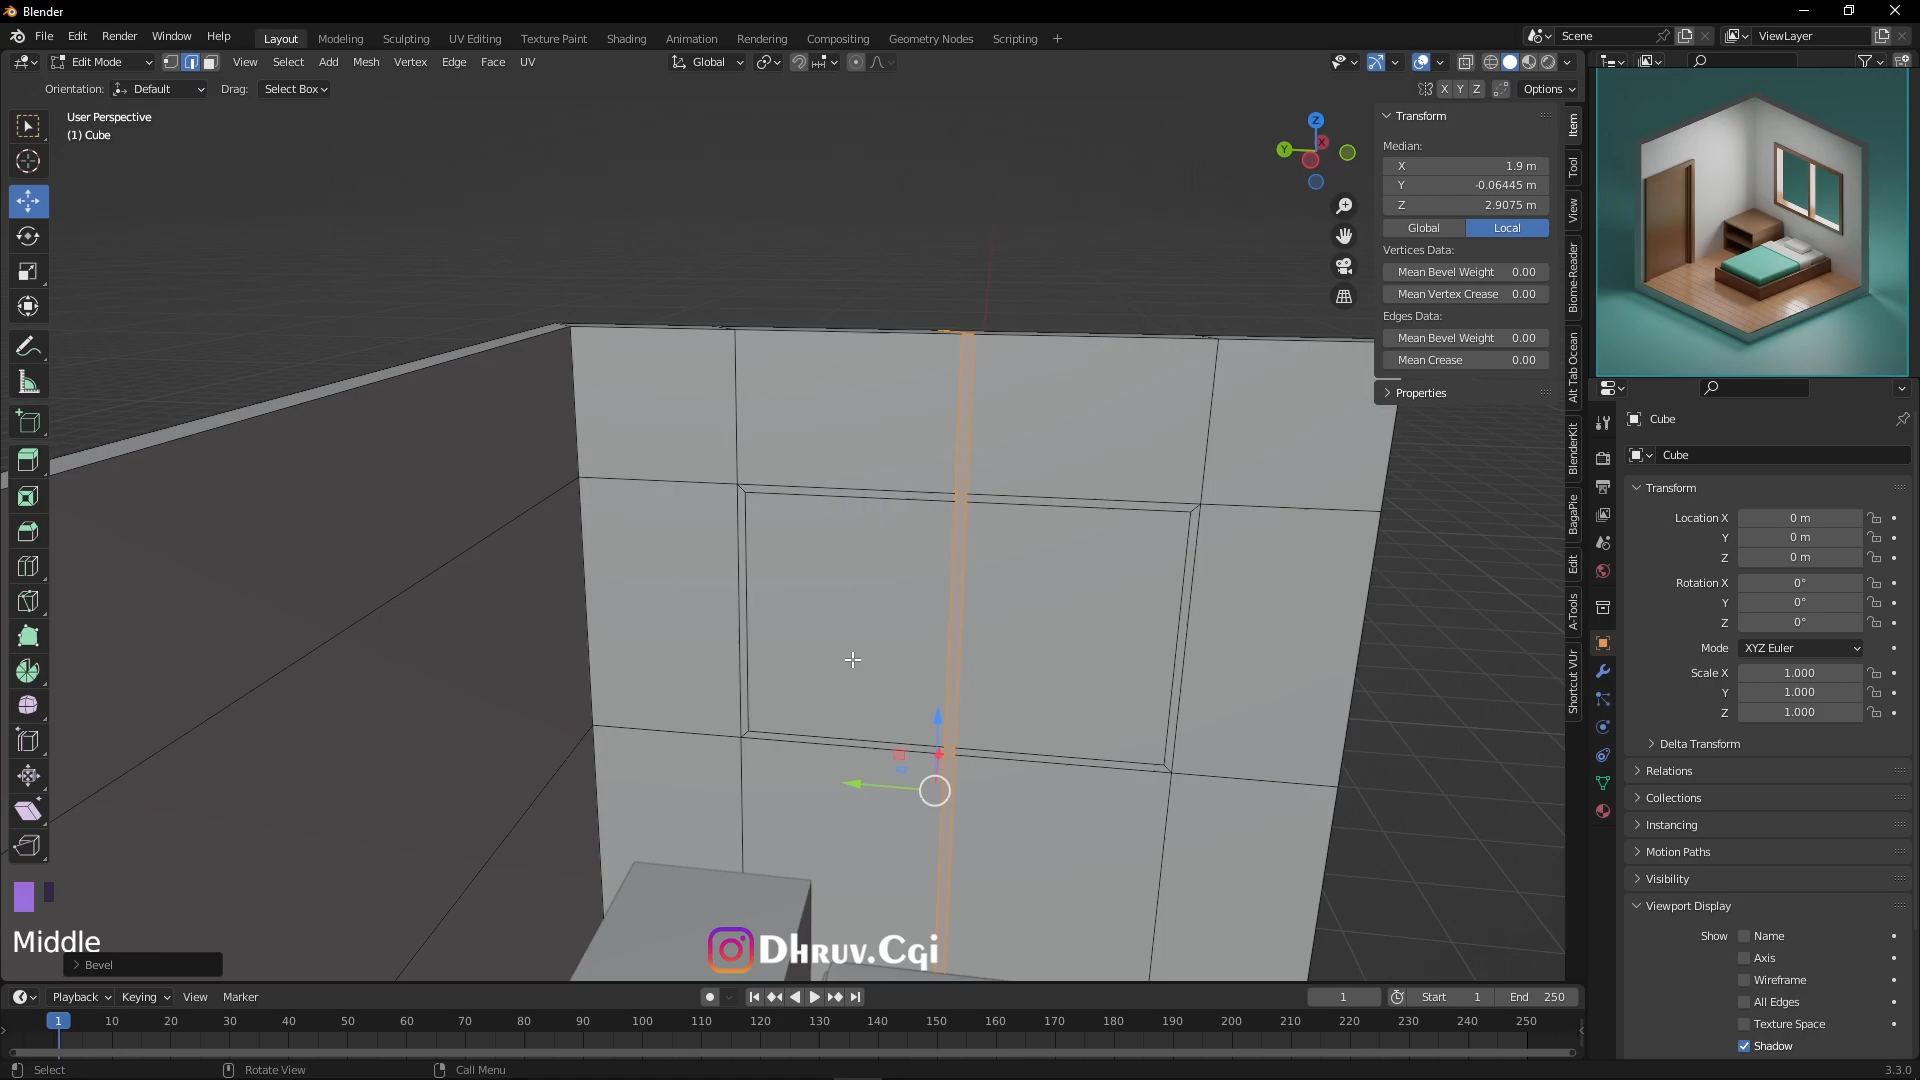 Blender
File Edit Render Window Help
Layout Modeling Sculpting UV Editing Texture Paint Shading Animation Rendering Compositing Geometry Nodes Scripting
Scene
ViewLayer
Edit Mode
View Select Add Mesh Vertex Edge Face UV
Global
Orientation: Default Drag: Select Box
X Y Z
Options
User Perspective
(1) Cube
Z
Y
X
Transform
Median:
X 1.9 m
Y -0.06445 m
Z 2.9075 m
Global Local
Vertices Data:
Mean Bevel Weight 0.00
Mean Vertex Crease 0.00
Edges Data:
Mean Bevel Weight 0.00
Mean Crease 0.00
Properties
Item
Tool
View
Biome-Reader
Alt Tab Ocean
BlenderKit
BagaPie
Edit
A-Tools
Shortcut VUr
Cube
Cube
Transform
Location X 0 m
Y 0 m
Z 0 m
Rotation X 0°
Y 0°
Z 0°
Mode XYZ Euler
Scale X 1.000
Y 1.000
Z 1.000
Delta Transform
Relations
Collections
Instancing
Motion Paths
Visibility
Viewport Display
Show Name
Axis
Wireframe
All Edges
Texture Space
Shadow
Middle
Bevel
Dhruv.Cgi
Playback Keying View Marker
1
Start 1
End 250
1 10 20 30 40 50 60 70 80 90 100 110 120 130 140 150 160 170 180 190 200 210 220 230 240 250
Select Rotate View Call Menu
3.3.0